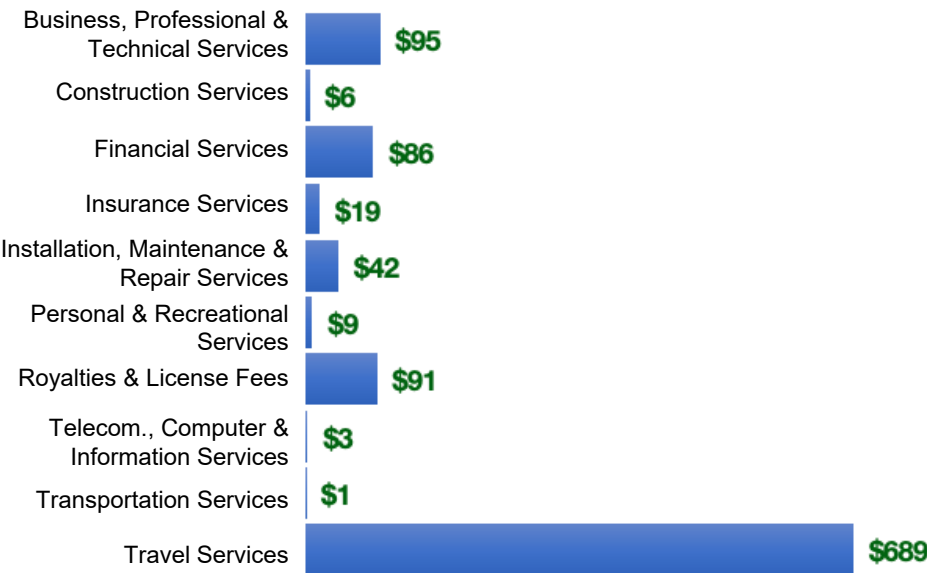 Business, Professional &
Technical Services
$95
Construction Services
$6
Financial Services
$86
Insurance Services
$19
Installation, Maintenance &
Repair Services
$42
Personal & Recreational
Services
$9
Royalties & License Fees
$91
Telecom., Computer &
Information Services
$3
Transportation Services
$1
Travel Services
$689